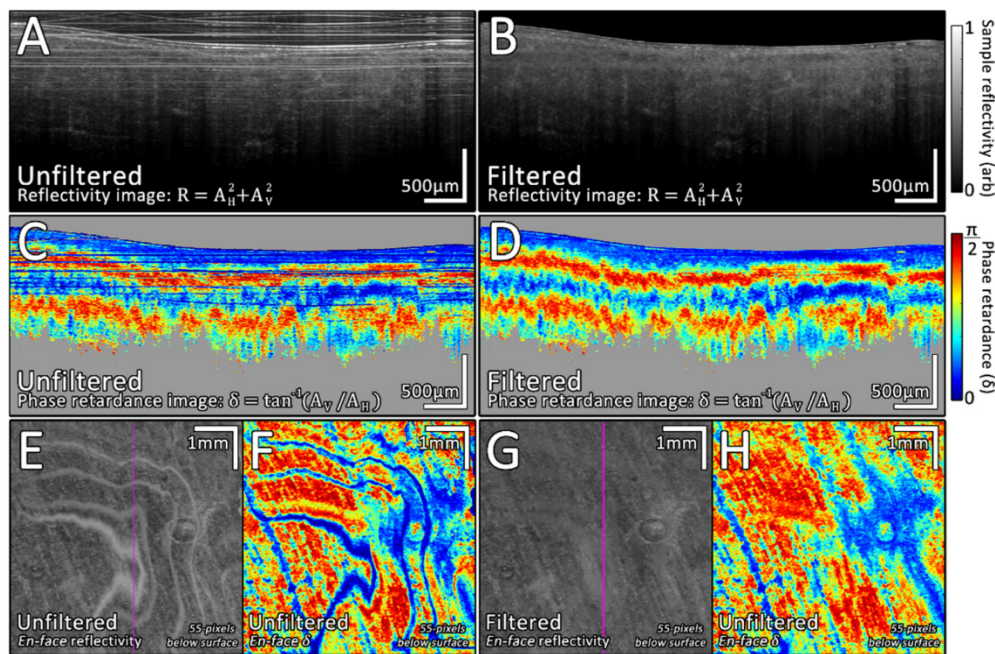 A
Unfiltered
Reflectivity image: R = A_H^2 + A_V^2
500μm
B
Filtered
Reflectivity image: R = A_H^2 + A_V^2
500μm
1
Sample reflectivity (arb)
0
C
Unfiltered
Phase retardance image: δ = tan^-1(A_V/A_H)
500μm
D
Filtered
Phase retardance image: δ = tan^-1(A_V/A_H)
500μm
π/2
Phase retardance (δ)
0
E
1mm
Unfiltered
En-face reflectivity
55-pixels
below surface
F
1mm
Unfiltered
En-face δ
55-pixels
below surface
G
1mm
Filtered
En-face reflectivity
55-pixels
below surface
H
1mm
Unfiltered
En-face δ
55-pixels
below surface